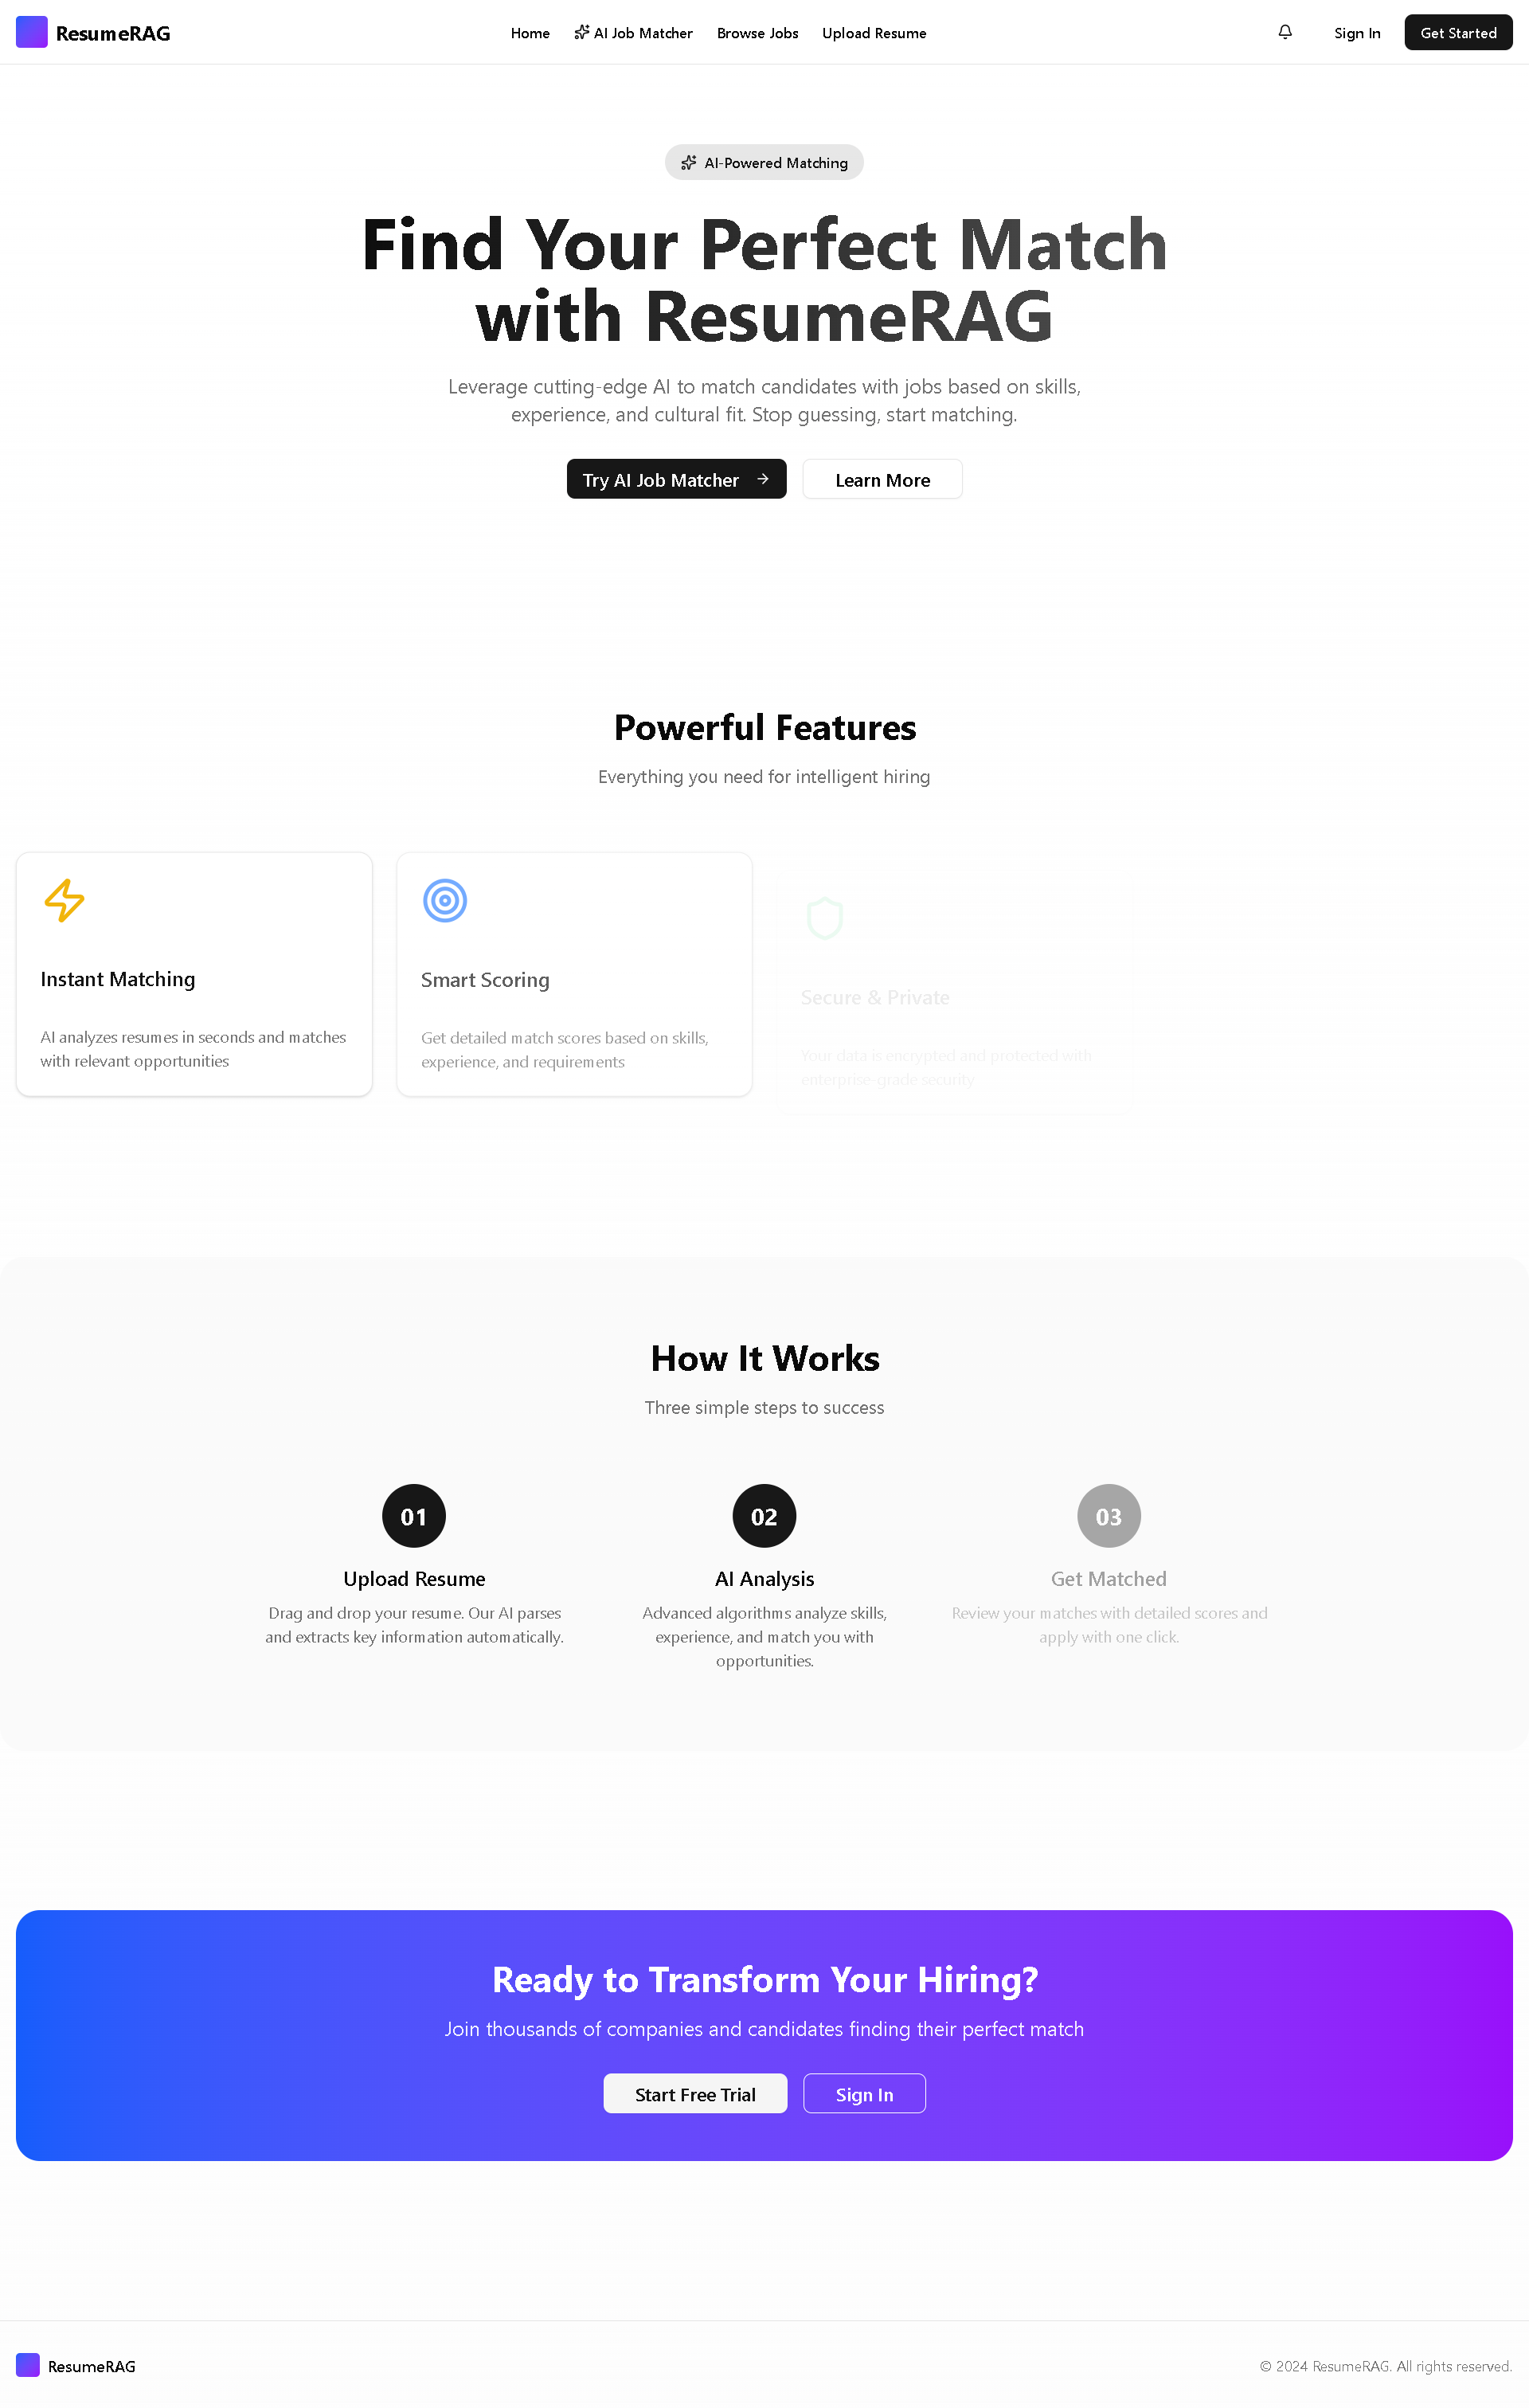 ResumeRAG
Home
AI Job Matcher
Browse Jobs
Upload Resume
Sign In
Get Started
AI-Powered Matching
Find Your Perfect Match
with ResumeRAG
Leverage cutting-edge AI to match candidates with jobs based on skills,
experience, and cultural fit. Stop guessing, start matching.
Try AI Job Matcher
Learn More
Powerful Features
Everything you need for intelligent hiring
Instant Matching
AI analyzes resumes in seconds and matches
with relevant opportunities
Smart Scoring
Get detailed match scores based on skills,
experience, and requirements
Secure & Private
Your data is encrypted and protected with
enterprise-grade security
How It Works
Three simple steps to success
01
Upload Resume
Drag and drop your resume. Our AI parses
and extracts key information automatically.
02
AI Analysis
Advanced algorithms analyze skills,
experience, and match you with
opportunities.
03
Get Matched
Review your matches with detailed scores and
apply with one click.
Ready to Transform Your Hiring?
Join thousands of companies and candidates finding their perfect match
Start Free Trial
Sign In
ResumeRAG
© 2024 ResumeRAG. All rights reserved.